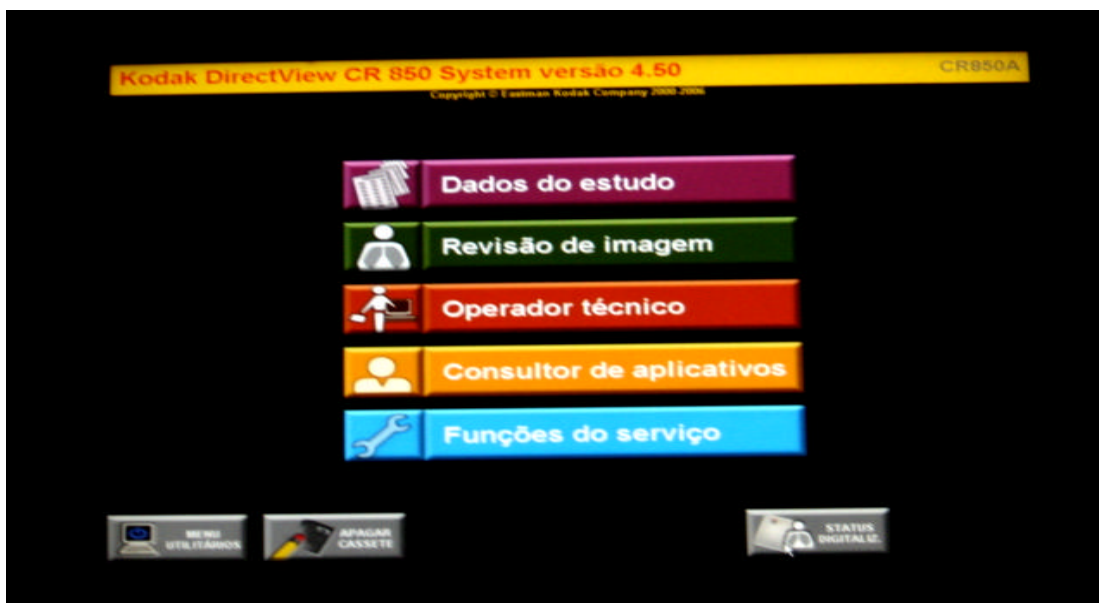 Kodak DirectView CR 850 System versão 4.50
CR850A
Copyright © Eastman Kodak Company 2000-2006
Dados do estudo
Revisão de imagem
Operador técnico
Consultor de aplicativos
Funções do serviço
MENU
UTILITÁRIOS
APAGAR
CASSETE
STATUS
DIGITALIZ.